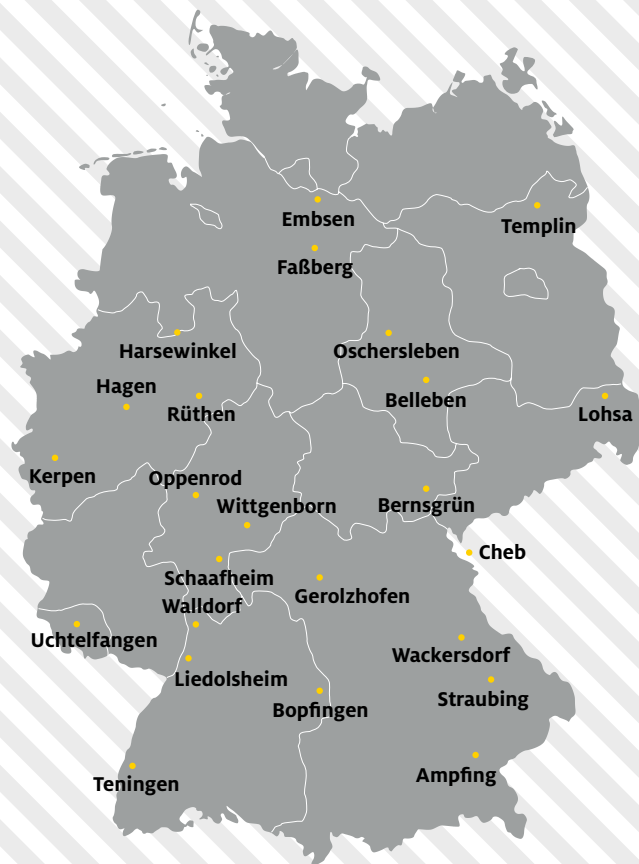 Embsen
Templin
Faßberg
Harsewinkel
Oschersleben
Hagen
Rüthen
Belleben
Lohsa
Kerpen
Oppenrod
Wittgenborn
Bernsgrün
Cheb
Schaafheim
Gerolzhofen
Walldorf
Uchtelfangen
Wackersdorf
Liedolsheim
Straubing
Bopfingen
Ampfing
Teningen